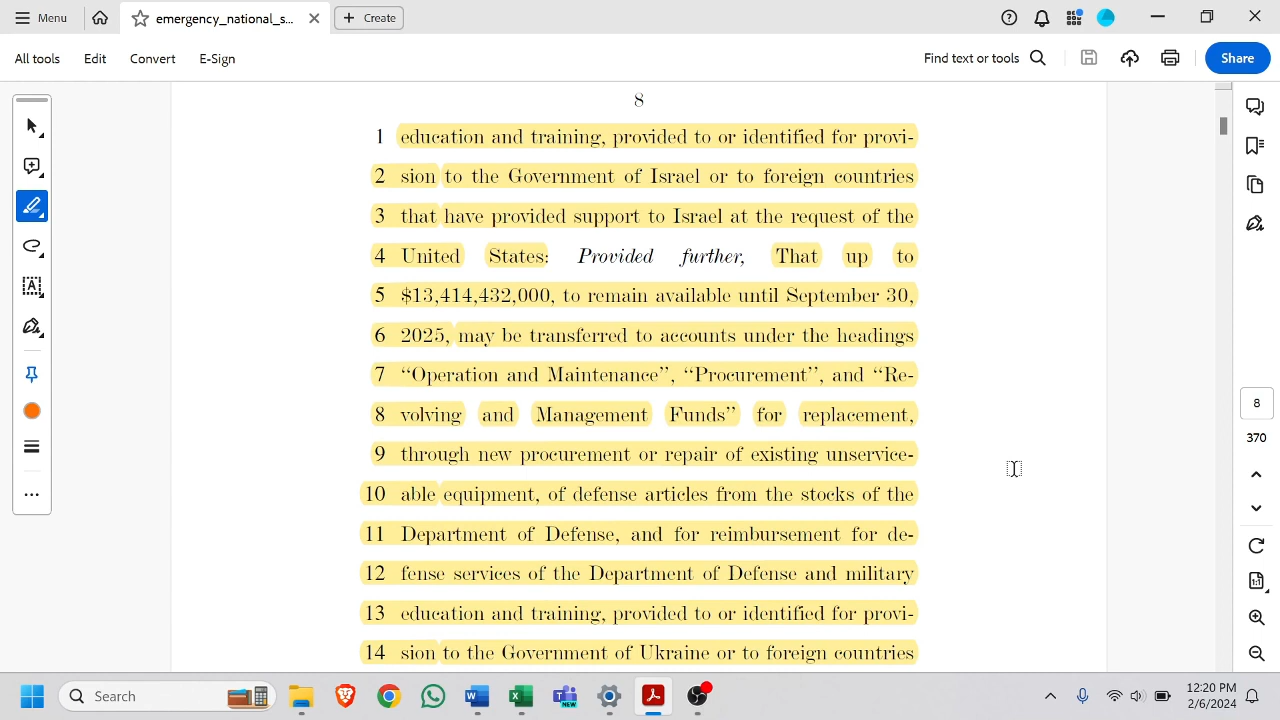 Menu
emergency_national_s...
Create
All tools
Edit
Convert
E-Sign
Find text or tools
Share
8
1 education and training, provided to or identified for provi-
2 sion to the Government of Israel or to foreign countries
3 that have provided support to Israel at the request of the
4 United States: Provided further, That up to
5 $13,414,432,000, to remain available until September 30,
6 2025, may be transferred to accounts under the headings
7 “Operation and Maintenance”, “Procurement”, and “Re-
8 volving and Management Funds” for replacement,
9 through new procurement or repair of existing unservice-
10 able equipment, of defense articles from the stocks of the
11 Department of Defense, and for reimbursement for de-
12 fense services of the Department of Defense and military
13 education and training, provided to or identified for provi-
14 sion to the Government of Ukraine or to foreign countries
8
370
Search
NEW
12:20 PM
2/6/2024